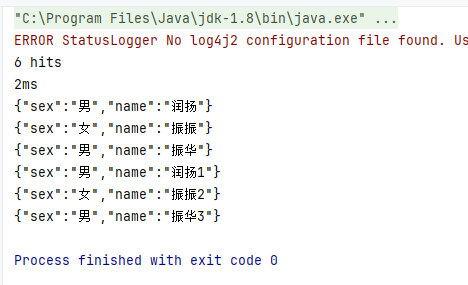 "C:\Program Files\Java\jdk-1.8\bin\java.exe" ...
ERROR StatusLogger No log4j2 configuration file found. Us
6 hits
2ms
{"sex":"男","name":"润扬"}
{"sex":"女","name":"振振"}
{"sex":"男","name":"振华"}
{"sex":"男","name":"润扬1"}
{"sex":"女","name":"振振2"}
{"sex":"男","name":"振华3"}
Process finished with exit code 0